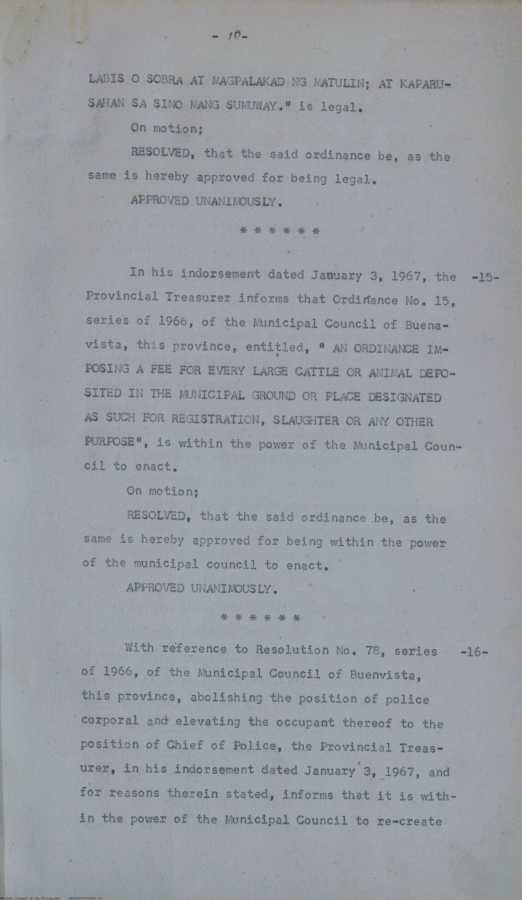 - 10-
LABIS O SOBRA AT MAGPALAKAD NG MATULIN; AT KAPARU-
SAHAN SA SINO MANG SUMUWAY." is legal.
On motion;
RESOLVED, that the said ordinance be, as the
same is hereby approved for being legal.
APPROVED UNANIMOUSLY.
* * * * * *
In his indorsement dated January 3, 1967, the -15-
Provincial Treasurer informs that Ordinance No. 15,
series of 1966, of the Municipal Council of Buena-
vista, this province, entitled, " AN ORDINANCE IM-
POSING A FEE FOR EVERY LARGE CATTLE OR ANIMAL DEPO-
SITED IN THE MUNICIPAL GROUND OR PLACE DESIGNATED
AS SUCH FOR REGISTRATION, SLAUGHTER OR ANY OTHER
PURPOSE", is within the power of the Municipal Coun-
cil to enact.
On motion;
RESOLVED, that the said ordinance be, as the
same is hereby approved for being within the power
of the municipal council to enact.
APPROVED UNANIMOUSLY.
* * * * * *
With reference to Resolution No. 78, series -16-
of 1966, of the Municipal Council of Buenvista,
this province, abolishing the position of police
corporal and elevating the occupant thereof to the
position of Chief of Police, the Provincial Treas-
urer, in his indorsement dated January 3, 1967, and
for reasons therein stated, informs that it is with-
in the power of the Municipal Council to re-create